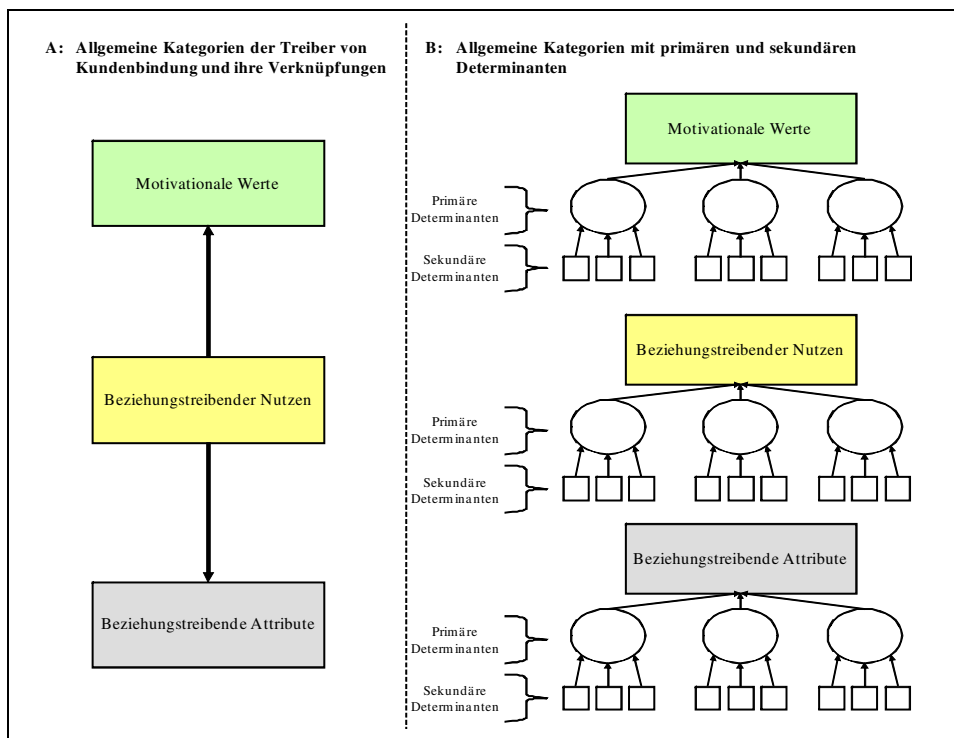 A: Allgemeine Kategorien der Treiber von
Kundenbindung und ihre Verknüpfungen
Motivationale Werte
Beziehungstreibender Nutzen
Beziehungstreibende Attribute
B: Allgemeine Kategorien mit primären und sekundären
Determinanten
Motivationale Werte
Primäre
Determinanten
Sekundäre
Determinanten
Beziehungstreibender Nutzen
Primäre
Determinanten
Sekundäre
Determinanten
Beziehungstreibende Attribute
Primäre
Determinanten
Sekundäre
Determinanten